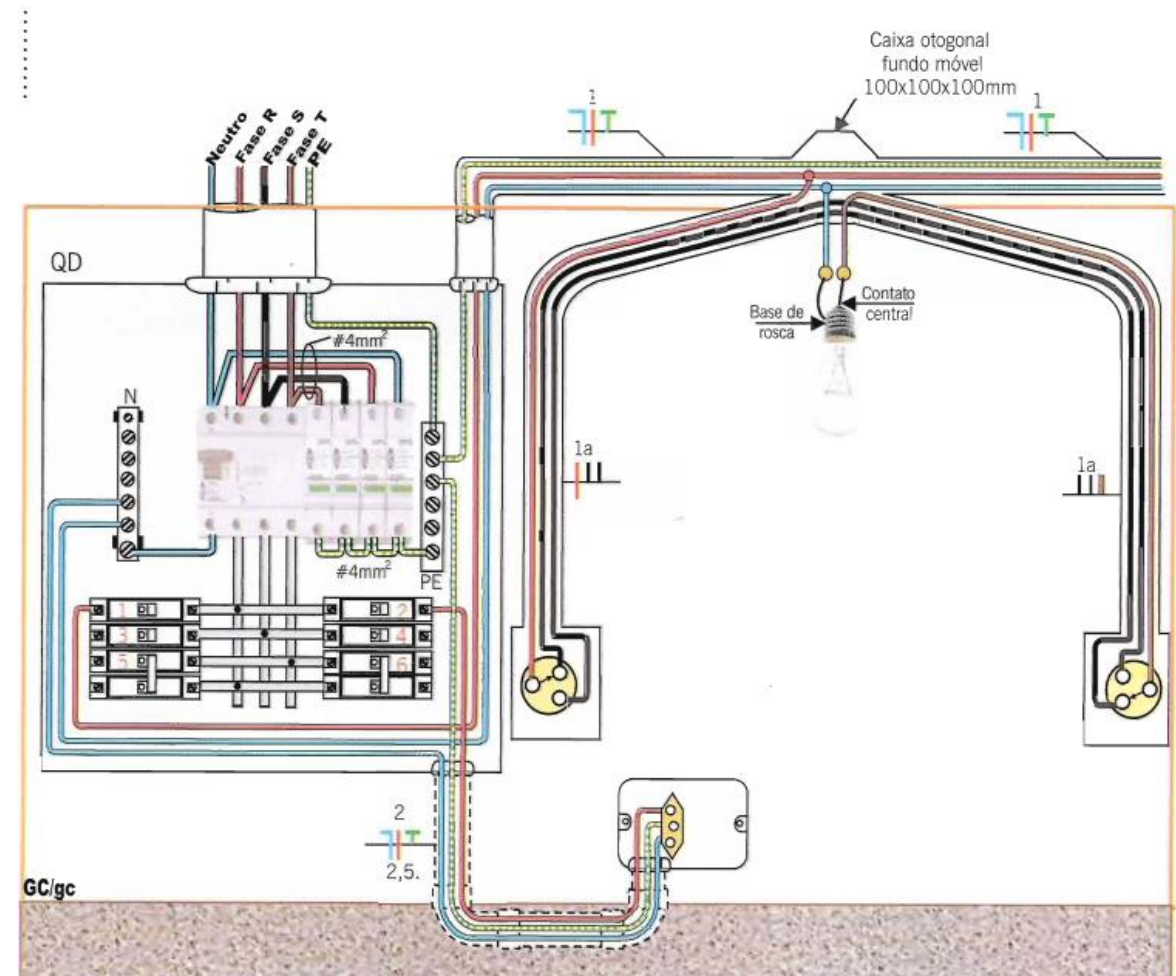 Caixa otogonal
fundo móvel
100x100x100mm
1
1
Neutro
Fase R
Fase S
Fase T
PE
QD
#4mm²
N
Base de
rosca
Contato
central
1a
1a
#4mm²
PE
1
2
3
4
5
6
2
2,5.
GC/gc